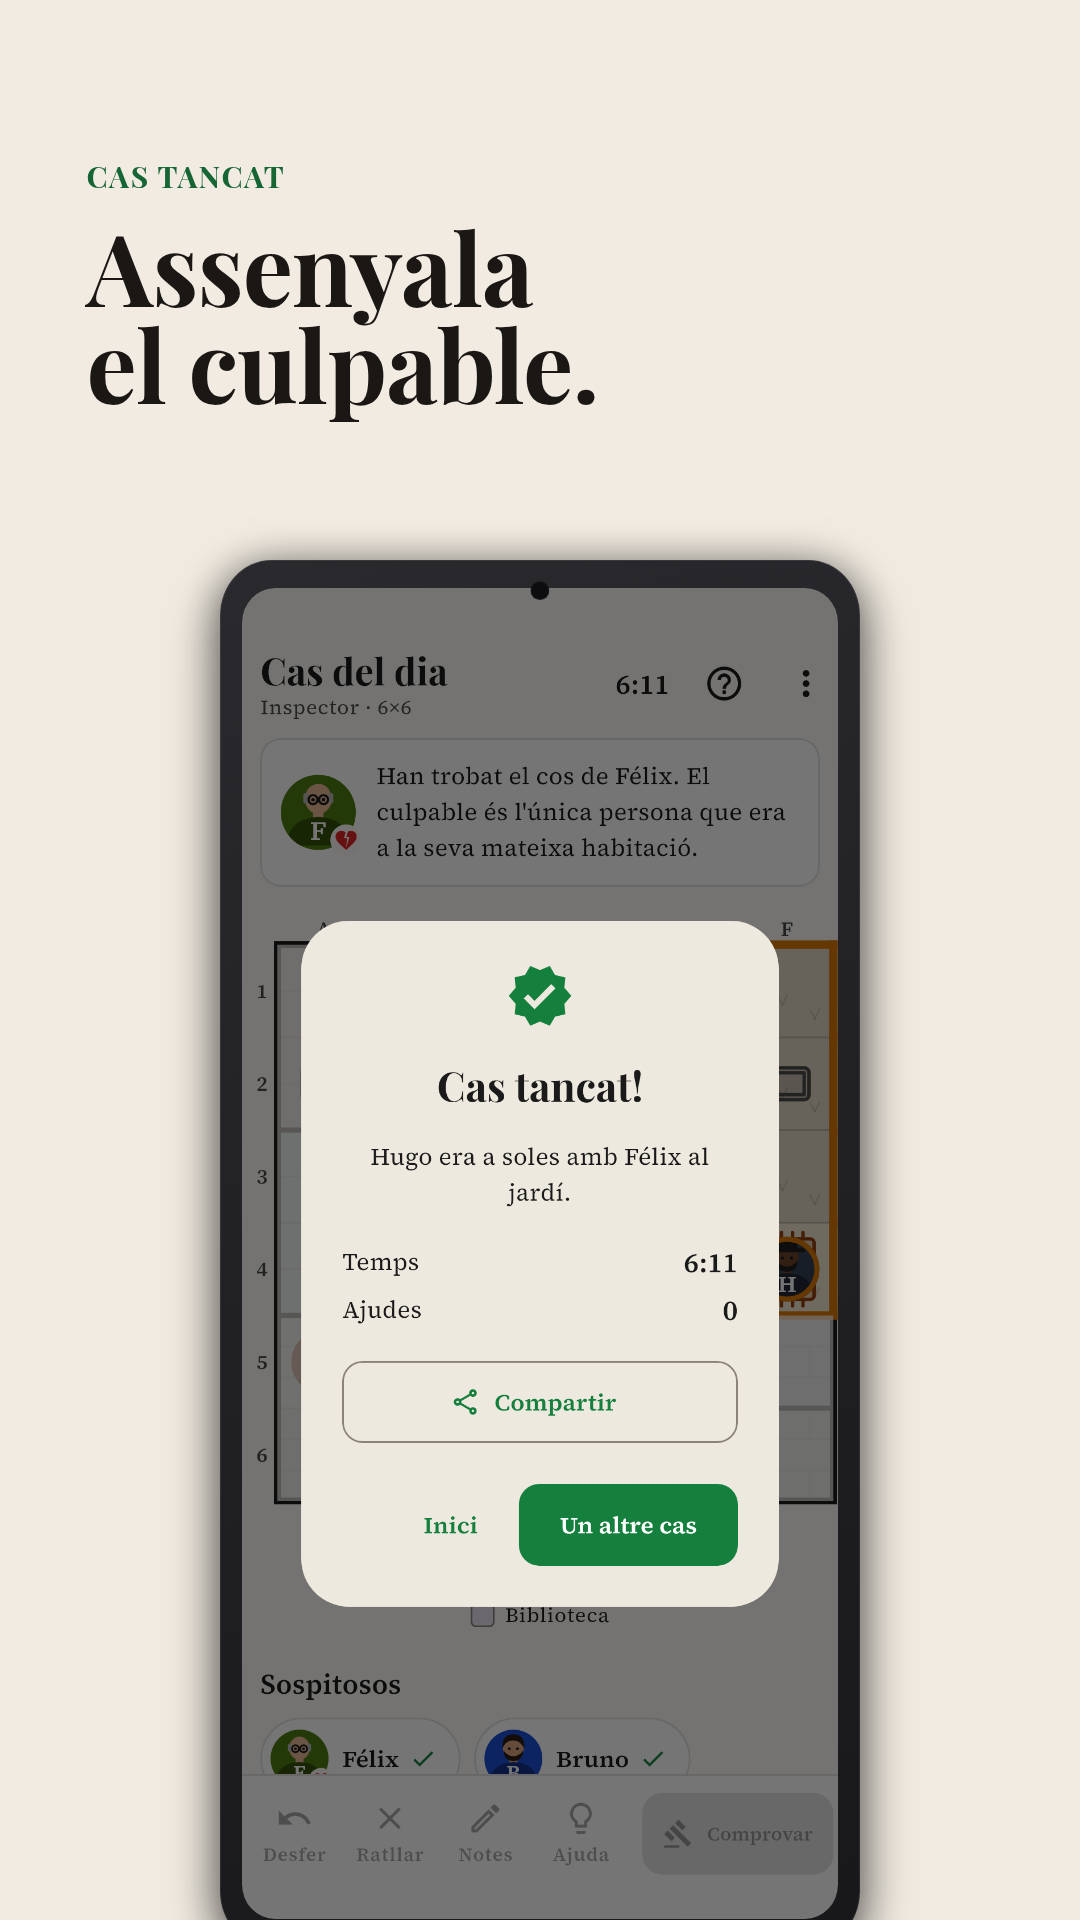 CAS TANCAT
Assenyala
el culpable.
Cas del dia
Inspector · 6×6
6:11
Han trobat el cos de Félix. El
culpable és l'única persona que era
a la seva mateixa habitació.
F
F
1
2
3
4
5
6
H
Cas tancat!
Hugo era a soles amb Félix al
jardí.
Temps 6:11
Ajudes 0
Compartir
Inici
Un altre cas
Biblioteca
Sospitosos
Félix
Bruno
Desfer
Ratllar
Notes
Ajuda
Comprovar